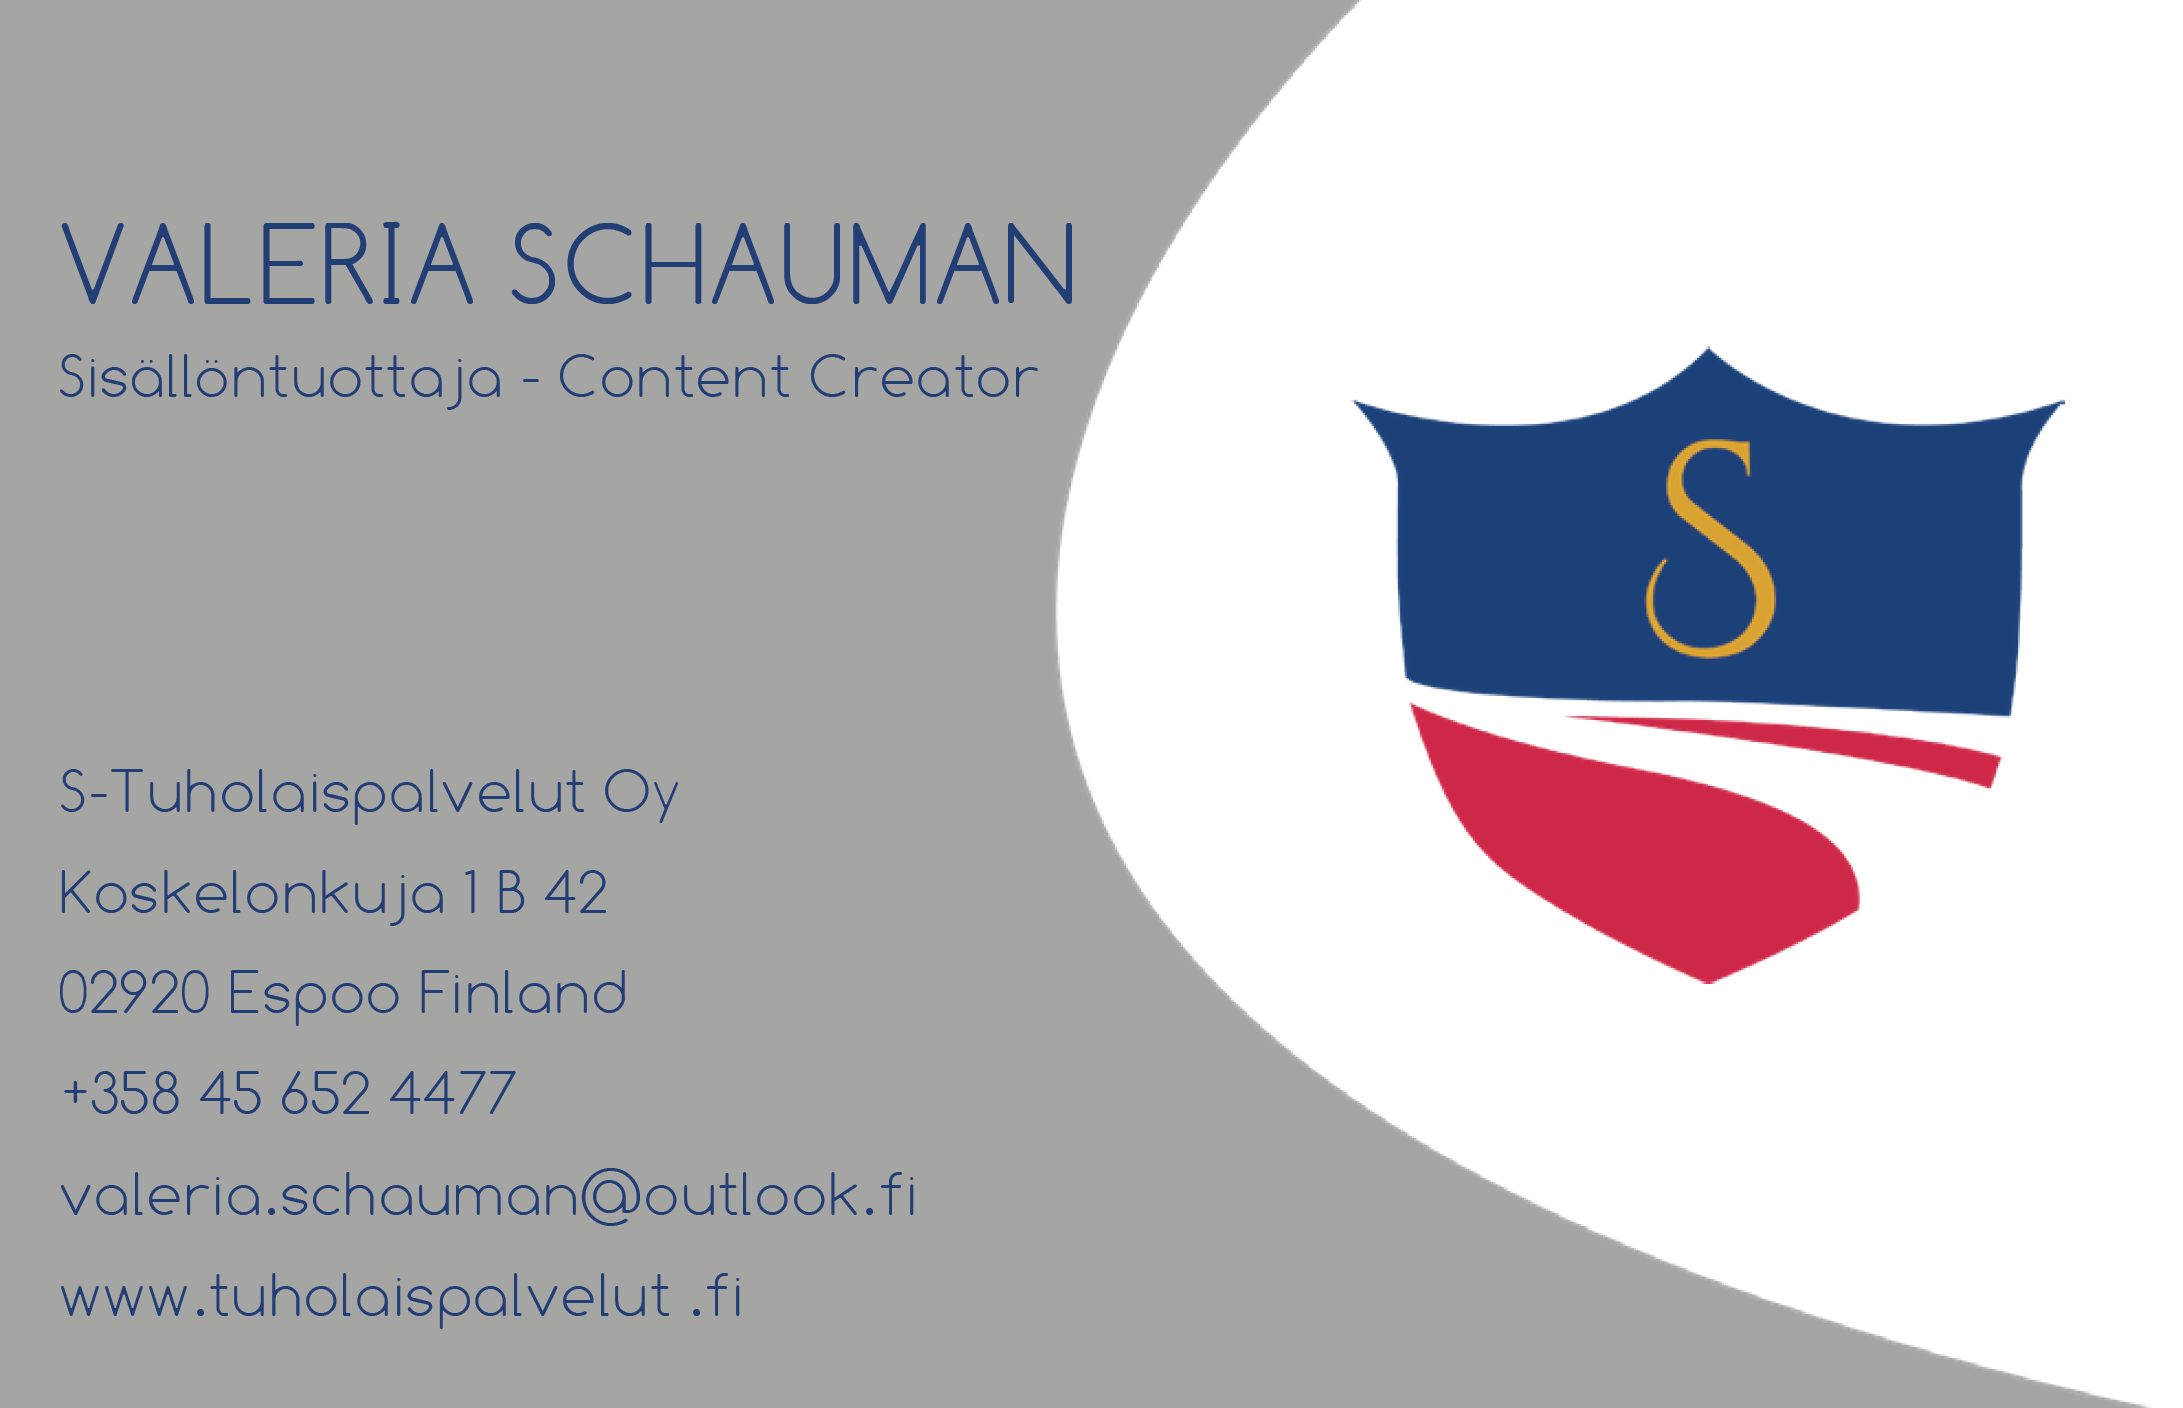 VALERIA SCHAUMAN
Sisällöntuottaja - Content Creator
S
S-Tuholaispalvelut Oy
Koskelonkuja 1 B 42
02920 Espoo Finland
+358 45 652 4477
valeria.schauman@outlook.fi
www.tuholaispalvelut .fi